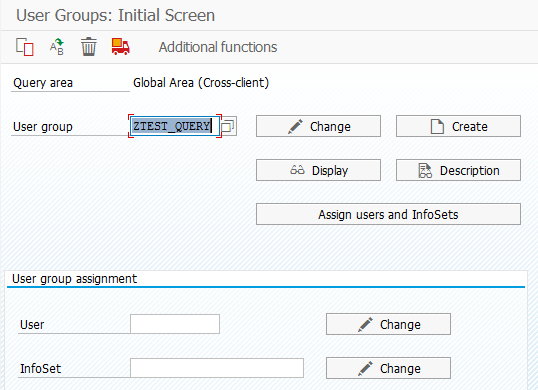 User Groups: Initial Screen
Additional functions
Query area Global Area (Cross-client)
User group ZTEST_QUERY Change Create
Display Description
Assign users and InfoSets
User group assignment
User Change
InfoSet Change